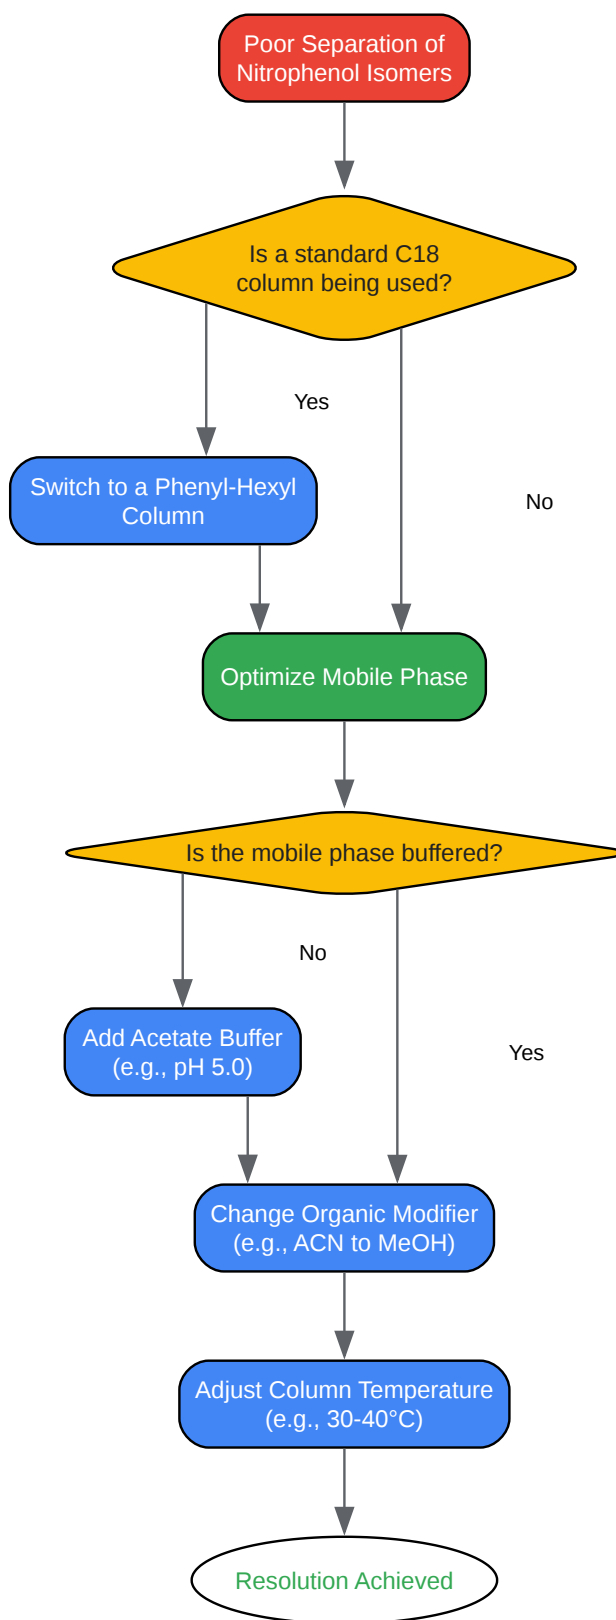 Poor Separation of
Nitrophenol Isomers
Is a standard C18
column being used?
Yes
Switch to a Phenyl-Hexyl
Column
No
Optimize Mobile Phase
Is the mobile phase buffered?
No
Add Acetate Buffer
(e.g., pH 5.0)
Yes
Change Organic Modifier
(e.g., ACN to MeOH)
Adjust Column Temperature
(e.g., 30-40°C)
Resolution Achieved